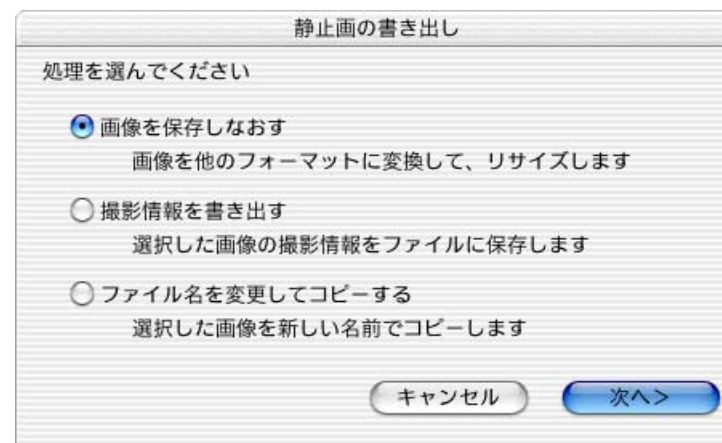 静止画の書き出し
処理を選んでください
画像を保存しなおす
画像を他のフォーマットに変換して、リサイズします
撮影情報を書き出す
選択した画像の撮影情報をファイルに保存します
ファイル名を変更してコピーする
選択した画像を新しい名前でコピーします
キャンセル
次へ>